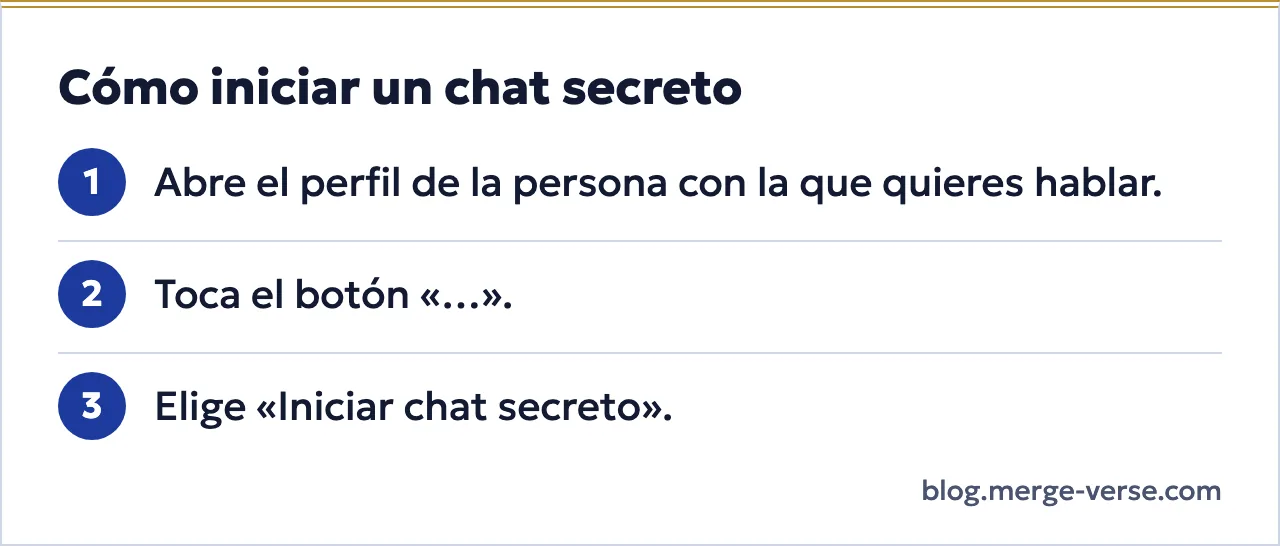 Cómo iniciar un chat secreto
1 Abre el perfil de la persona con la que quieres hablar.
2 Toca el botón «…».
3 Elige «Iniciar chat secreto».
blog.merge-verse.com